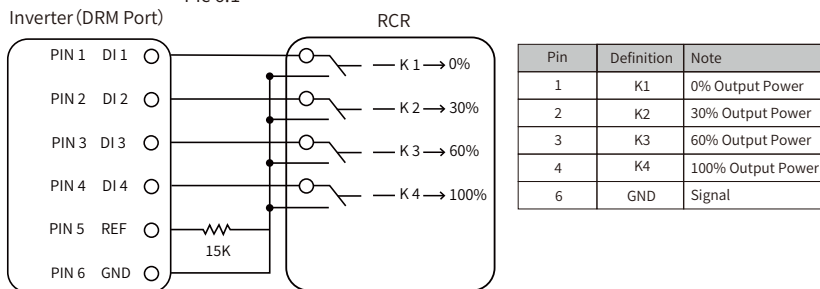 Inverter(DRM Port)
RCR
PIN 1 DI 1
PIN 2 DI 2
PIN 3 DI 3
PIN 4 DI 4
PIN 5 REF
PIN 6 GND
15K
K 1 → 0%
K 2 → 30%
K 3 → 60%
K 4 → 100%
Pin Definition Note
1 K1 0% Output Power
2 K2 30% Output Power
3 K3 60% Output Power
4 K4 100% Output Power
6 GND Signal